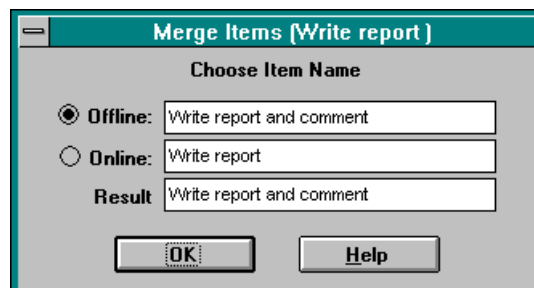 Merge Items (Write report )
Choose Item Name
Offline: Write report and comment
Online: Write report
Result Write report and comment
OK Help